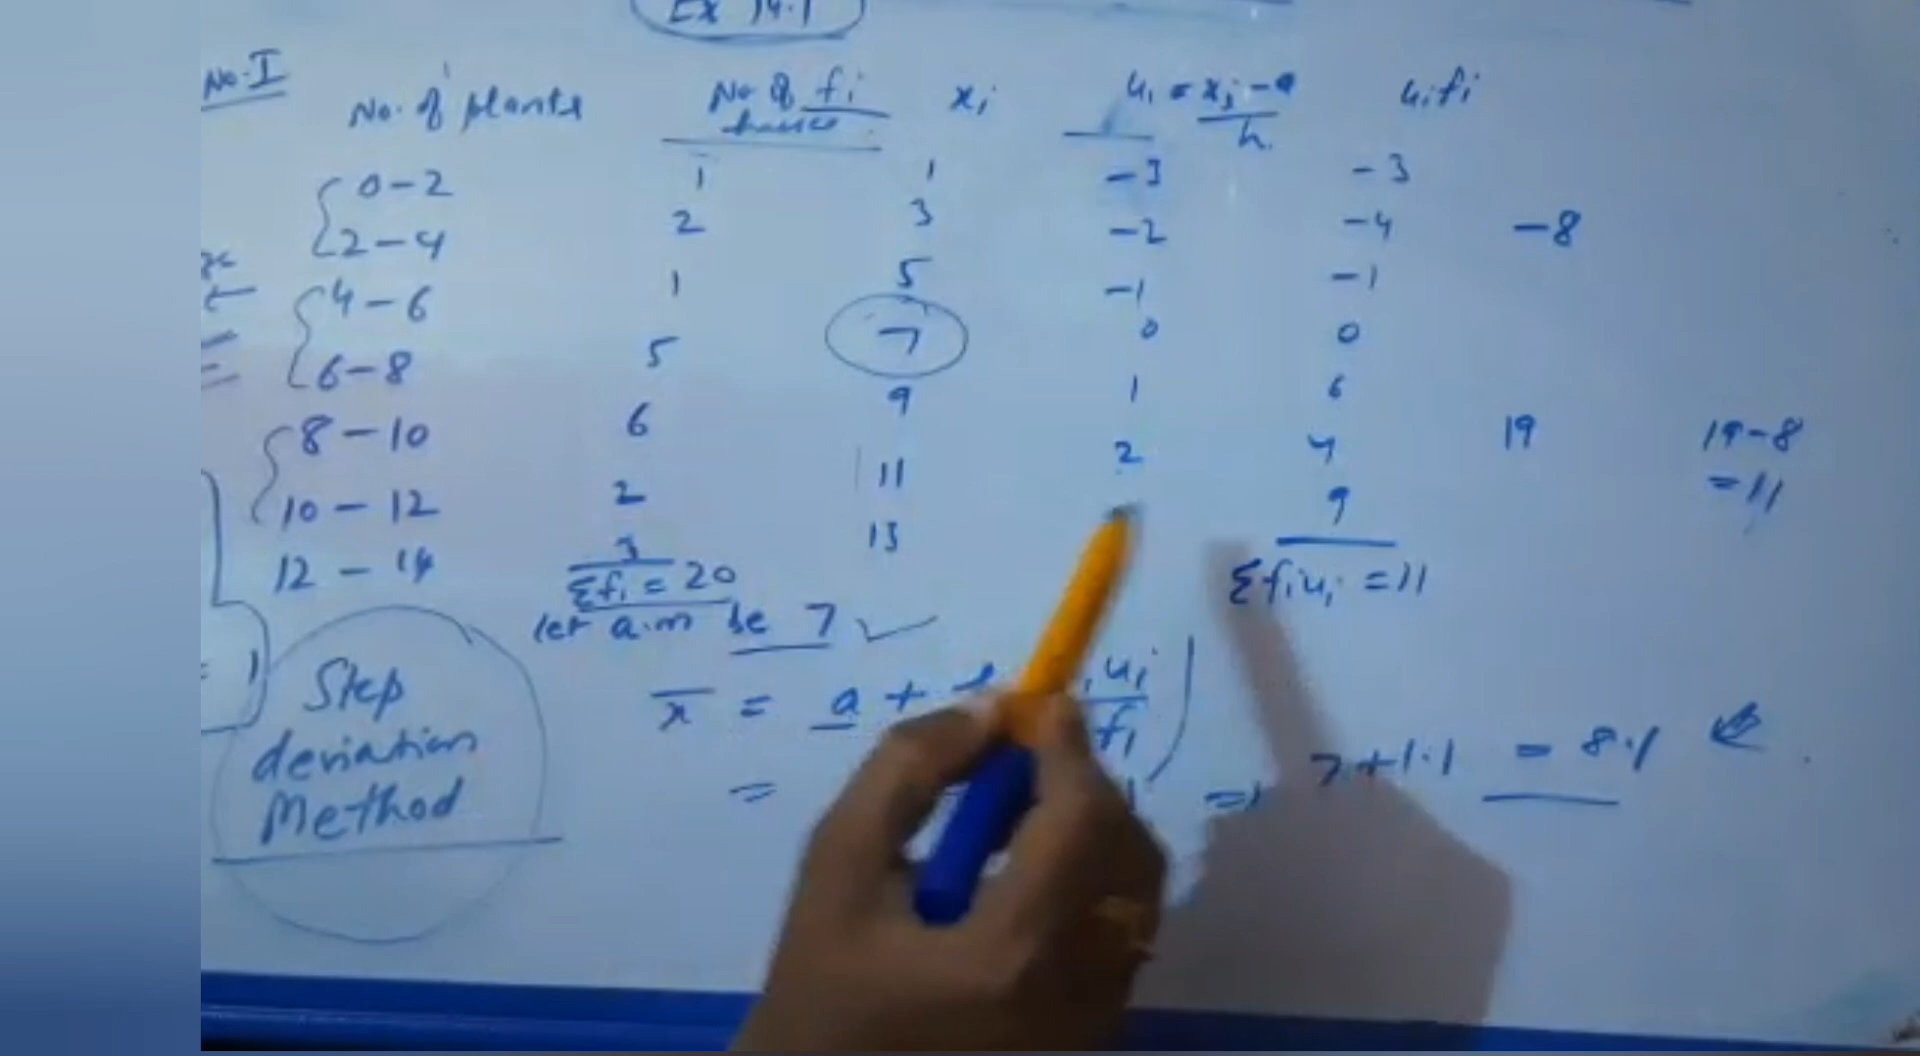 Ex 14.1
No. I
No. of plants No. of fi xi ui = xi - a uifi
h
0-2 1 1 -3 -3
2-4 2 3 -2 -4 -8
4-6 1 5 -1 -1
6-8 5 7 0 0
8-10 6 9 1 6
10-12 2 11 2 4 19 19-8
=11
12-14 3 13 9
Σfi = 20 Σfiui = 11
let a.m be 7
Step
deviation
Method
x = a + ui
fi
= 7+1.1 = 8.1